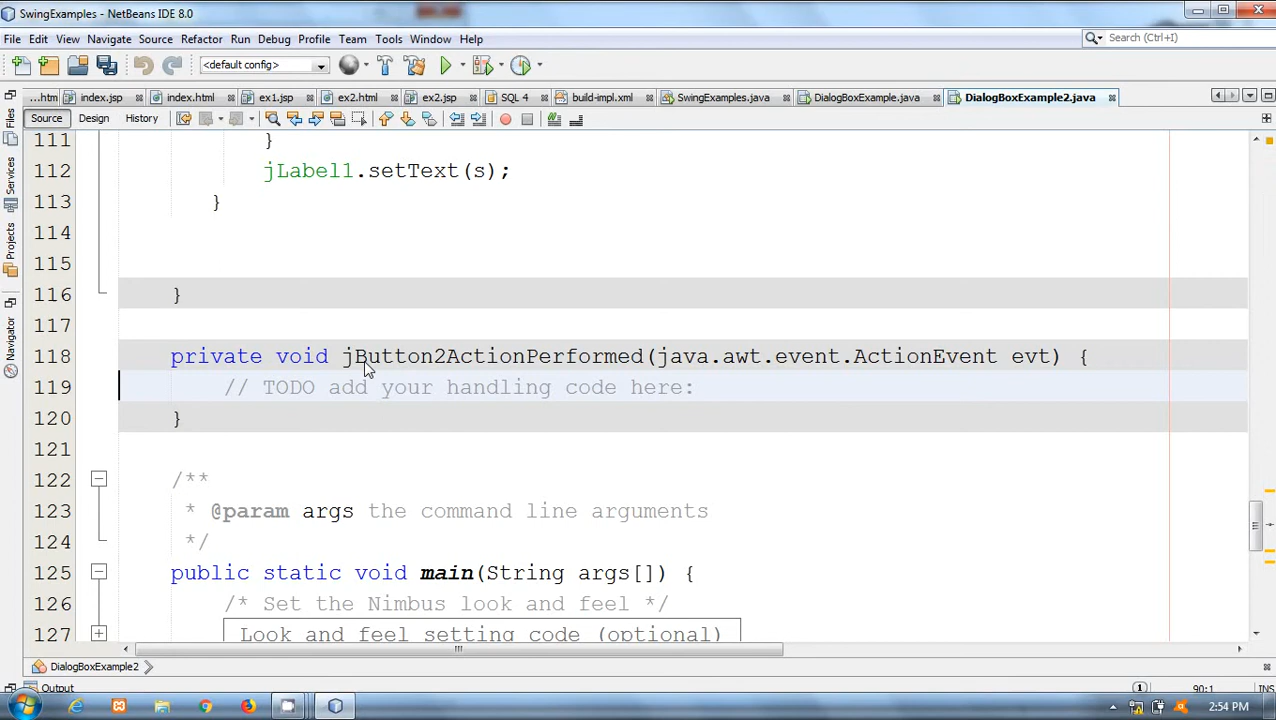 SwingExamples - NetBeans IDE 8.0
File Edit View Navigate Source Refactor Run Debug Profile Team Tools Window Help
Search (Ctrl+I)
<default config>
...htm index.jsp index.html ex1.jsp ex2.html ex2.jsp SQL 4 build-impl.xml SwingExamples.java DialogBoxExample.java DialogBoxExample2.java
Source Design History
Files
Services
Projects
Navigator
111 }
112 jLabel1.setText(s);
113 }
114
115
116 }
117
118 private void jButton2ActionPerformed(java.awt.event.ActionEvent evt) {
119 // TODO add your handling code here:
120 }
121
122 /**
123 * @param args the command line arguments
124 */
125 public static void main(String args[]) {
126 /* Set the Nimbus look and feel */
127 Look and feel setting code (optional)
DialogBoxExample2
Output
1
90:1
INS
2:54 PM